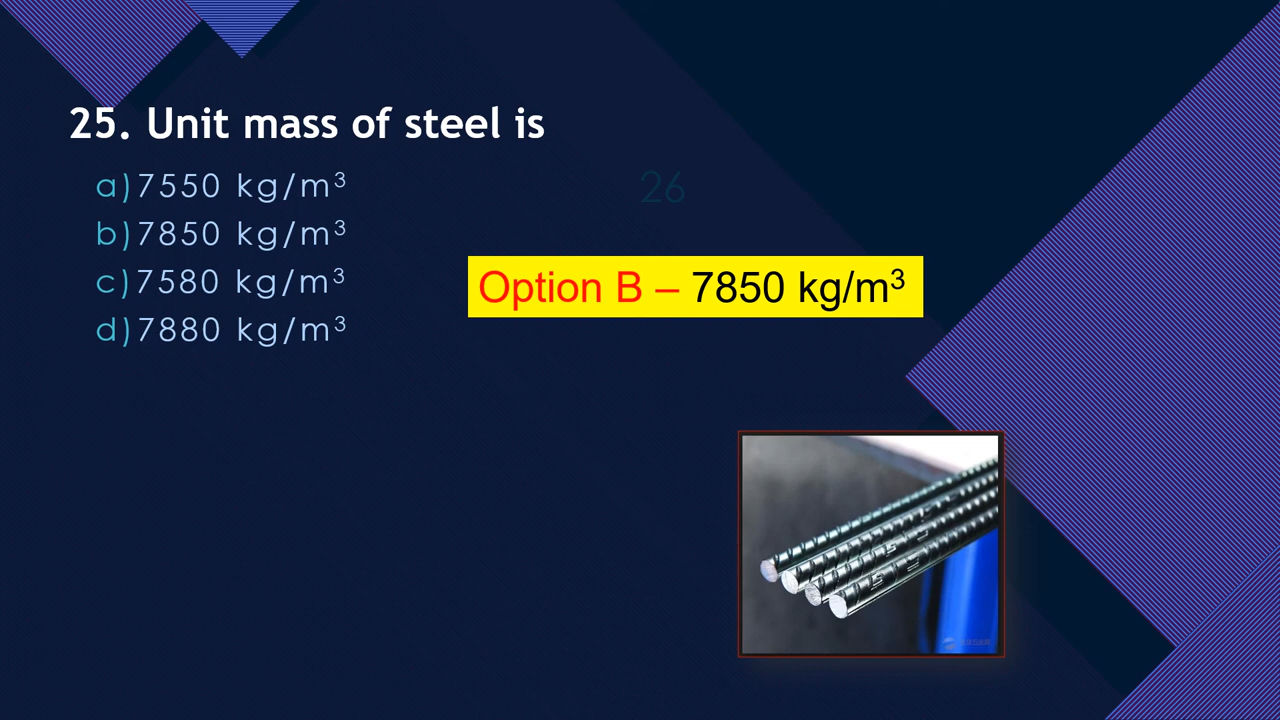 25. Unit mass of steel is
a) 7550 kg/m³
26
b) 7850 kg/m³
c) 7580 kg/m³
Option B – 7850 kg/m³
d) 7880 kg/m³